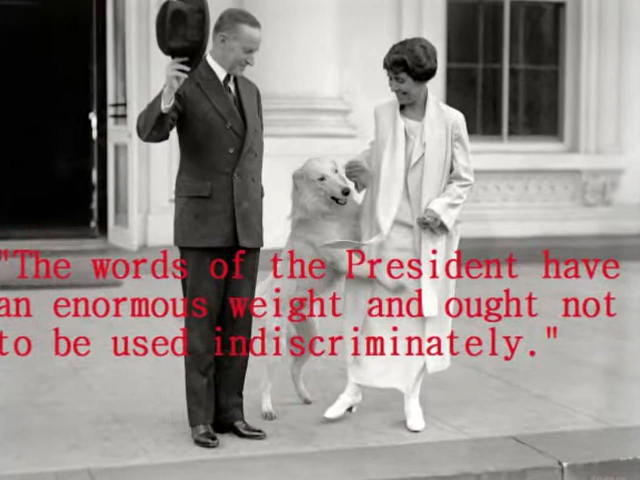 "The words of the President have
an enormous weight and ought not
to be used indiscriminately."